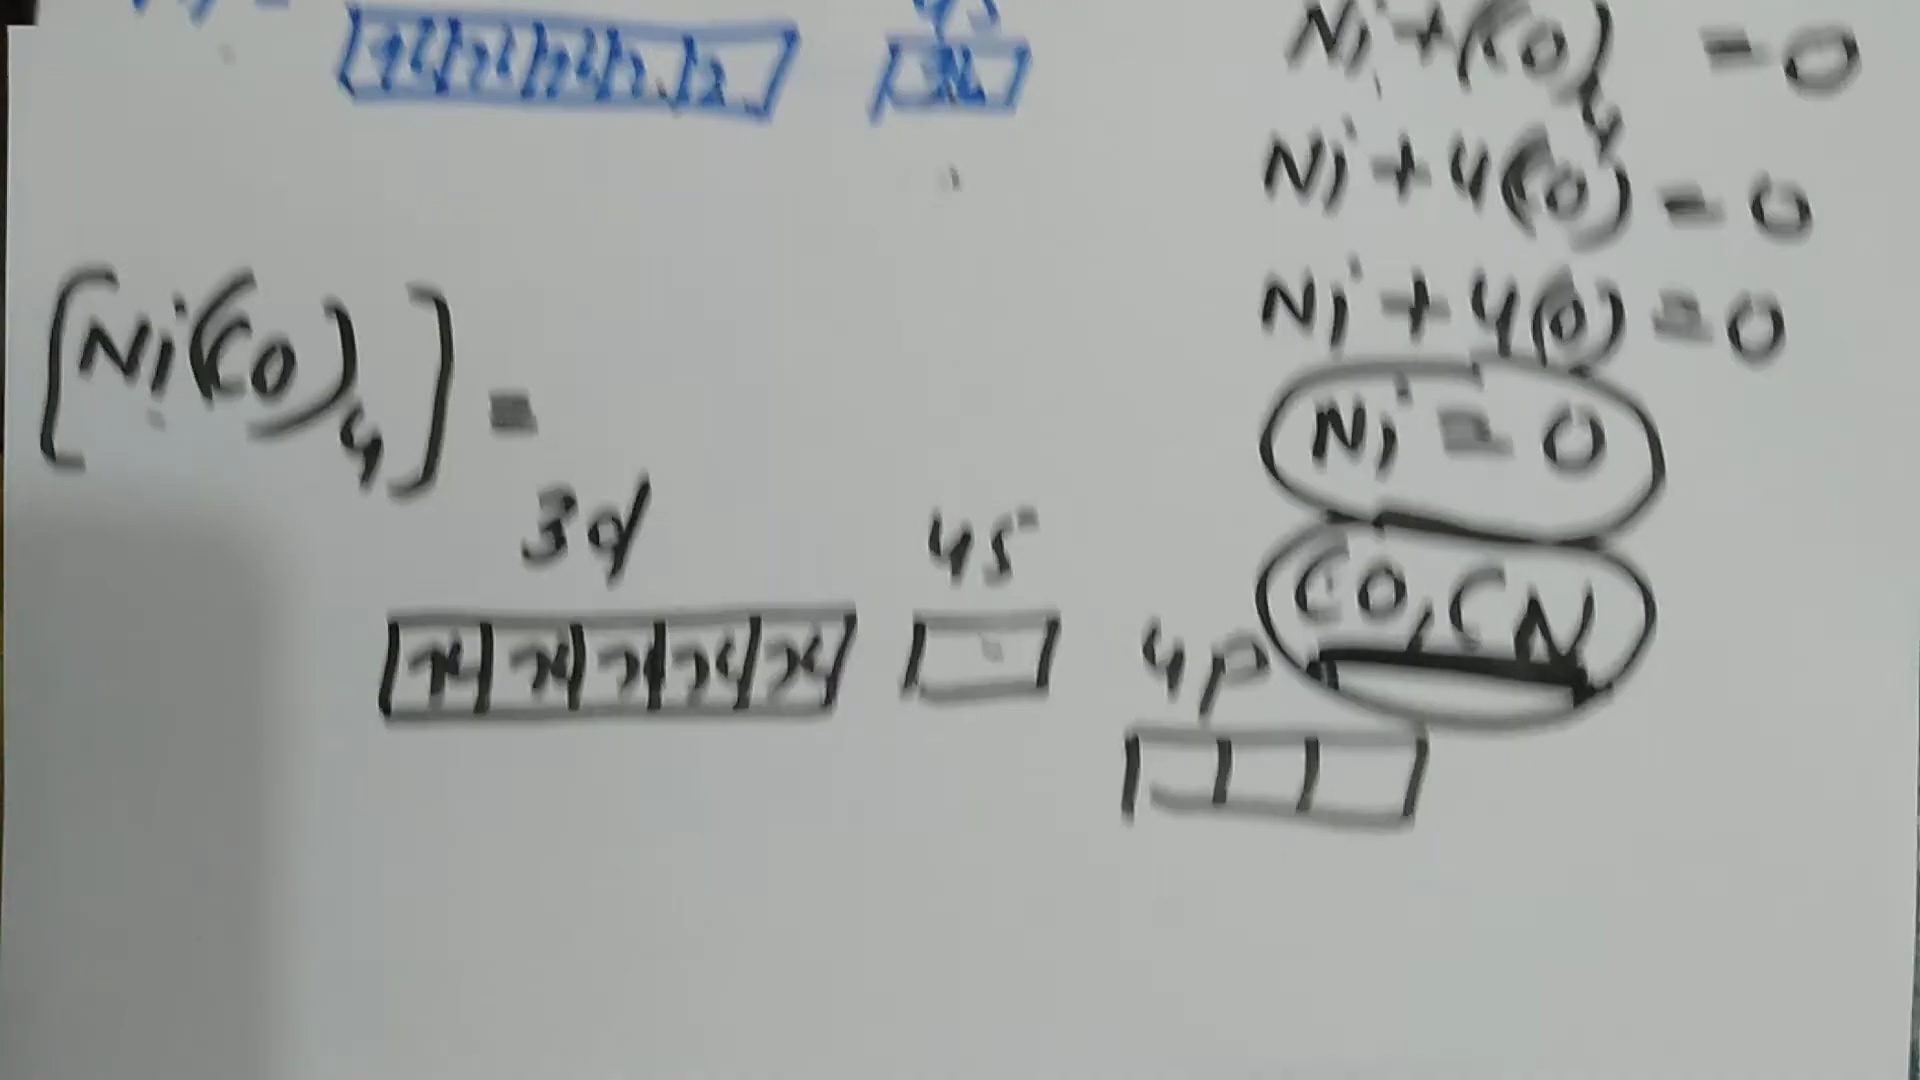 4s
Ni + (CO)4 = 0
Ni + 4(CO) = 0
Ni + 4(0) = 0
[Ni(CO)4] =
Ni = 0
3d
4s
CO, CN
4p